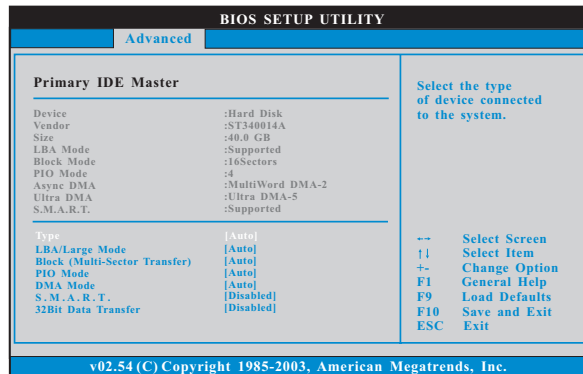 BIOS SETUP UTILITY
Advanced
Primary IDE Master
Device :Hard Disk
Vendor :ST340014A
Size :40.0 GB
LBA Mode :Supported
Block Mode :16Sectors
PIO Mode :4
Async DMA :MultiWord DMA-2
Ultra DMA :Ultra DMA-5
S.M.A.R.T. :Supported
Type [Auto]
LBA/Large Mode [Auto]
Block (Multi-Sector Transfer) [Auto]
PIO Mode [Auto]
DMA Mode [Auto]
S.M.A.R.T. [Disabled]
32Bit Data Transfer [Disabled]
Select the type
of device connected
to the system.
←→ Select Screen
↑↓ Select Item
+- Change Option
F1 General Help
F9 Load Defaults
F10 Save and Exit
ESC Exit
v02.54 (C) Copyright 1985-2003, American Megatrends, Inc.